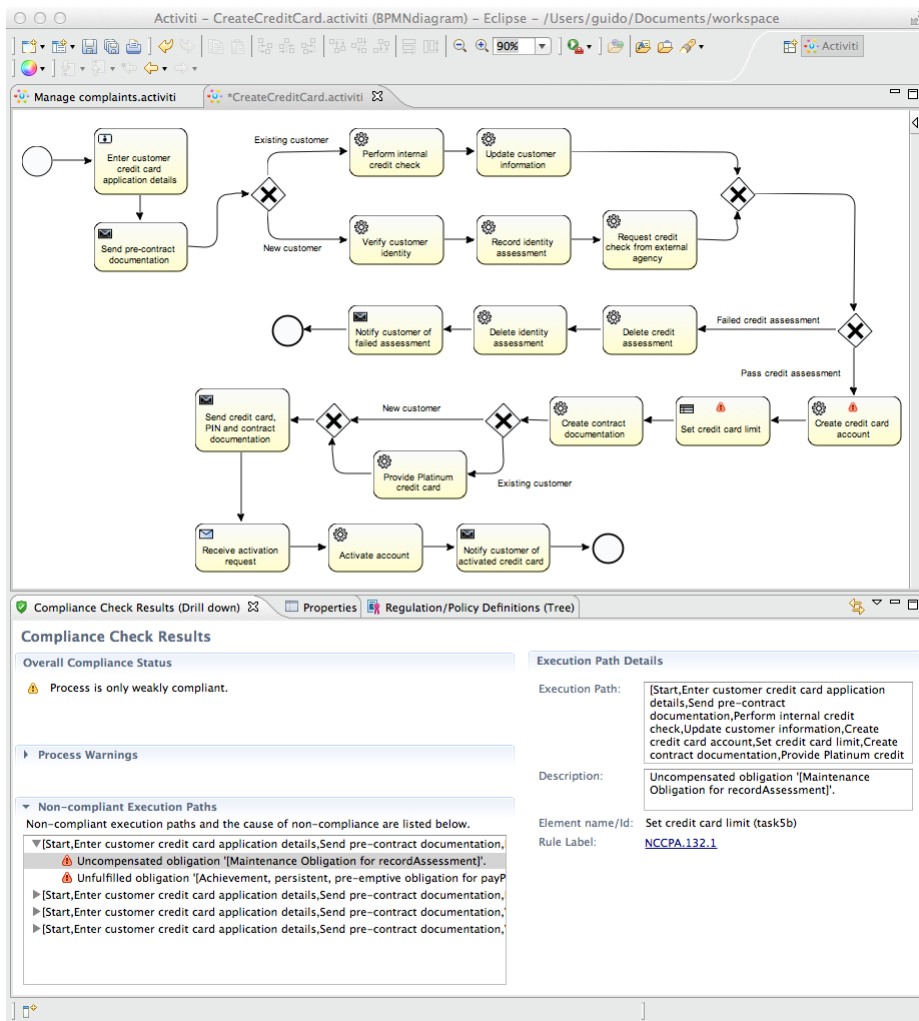 Activiti - CreateCreditCard.activiti (BPMNdiagram) - Eclipse - /Users/guido/Documents/workspace
90%
Activiti
Manage complaints.activiti
*CreateCreditCard.activiti
Enter customer
credit card
application details
Send pre-contract
documentation
Existing customer
New customer
Perform internal
credit check
Update customer
information
Verify customer
identity
Record identity
assessment
Request credit
check from external
agency
Failed credit assessment
Pass credit assessment
Notify customer of
failed assessment
Delete identity
assessment
Delete credit
assessment
Send credit card,
PIN and contract
documentation
New customer
Existing customer
Provide Platinum
credit card
Create contract
documentation
Set credit card limit
Create credit card
account
Receive activation
request
Activate account
Notify customer of
activated credit card
Compliance Check Results (Drill down)
Properties
Regulation/Policy Definitions (Tree)
Compliance Check Results
Overall Compliance Status
Process is only weakly compliant.
Process Warnings
Non-compliant Execution Paths
Non-compliant execution paths and the cause of non-compliance are listed below.
[Start,Enter customer credit card application details,Send pre-contract documentation,
Uncompensated obligation '[Maintenance Obligation for recordAssessment]'.
Unfulfilled obligation '[Achievement, persistent, pre-emptive obligation for payP
[Start,Enter customer credit card application details,Send pre-contract documentation,
[Start,Enter customer credit card application details,Send pre-contract documentation,
[Start,Enter customer credit card application details,Send pre-contract documentation,
Execution Path Details
Execution Path:
[Start,Enter customer credit card application
details,Send pre-contract
documentation,Perform internal credit
check,Update customer information,Create
credit card account,Set credit card limit,Create
contract documentation,Provide Platinum credit
Description:
Uncompensated obligation '[Maintenance
Obligation for recordAssessment]'.
Element name/Id: Set credit card limit (task5b)
Rule Label: NCCPA.132.1